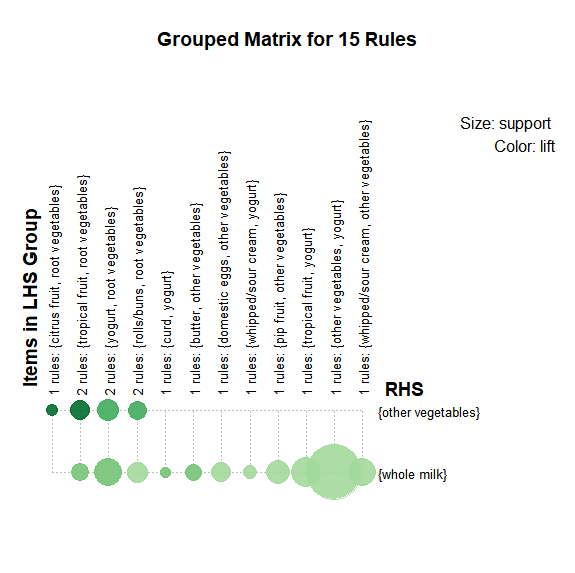 Grouped Matrix for 15 Rules
Size: support
Color: lift
Items in LHS Group
1 rules: {citrus fruit, root vegetables}
2 rules: {tropical fruit, root vegetables}
2 rules: {yogurt, root vegetables}
2 rules: {rolls/buns, root vegetables}
1 rules: {curd, yogurt}
1 rules: {butter, other vegetables}
1 rules: {domestic eggs, other vegetables}
1 rules: {whipped/sour cream, yogurt}
1 rules: {pip fruit, other vegetables}
1 rules: {tropical fruit, yogurt}
1 rules: {other vegetables, yogurt}
1 rules: {whipped/sour cream, other vegetables}
RHS
{other vegetables}
{whole milk}